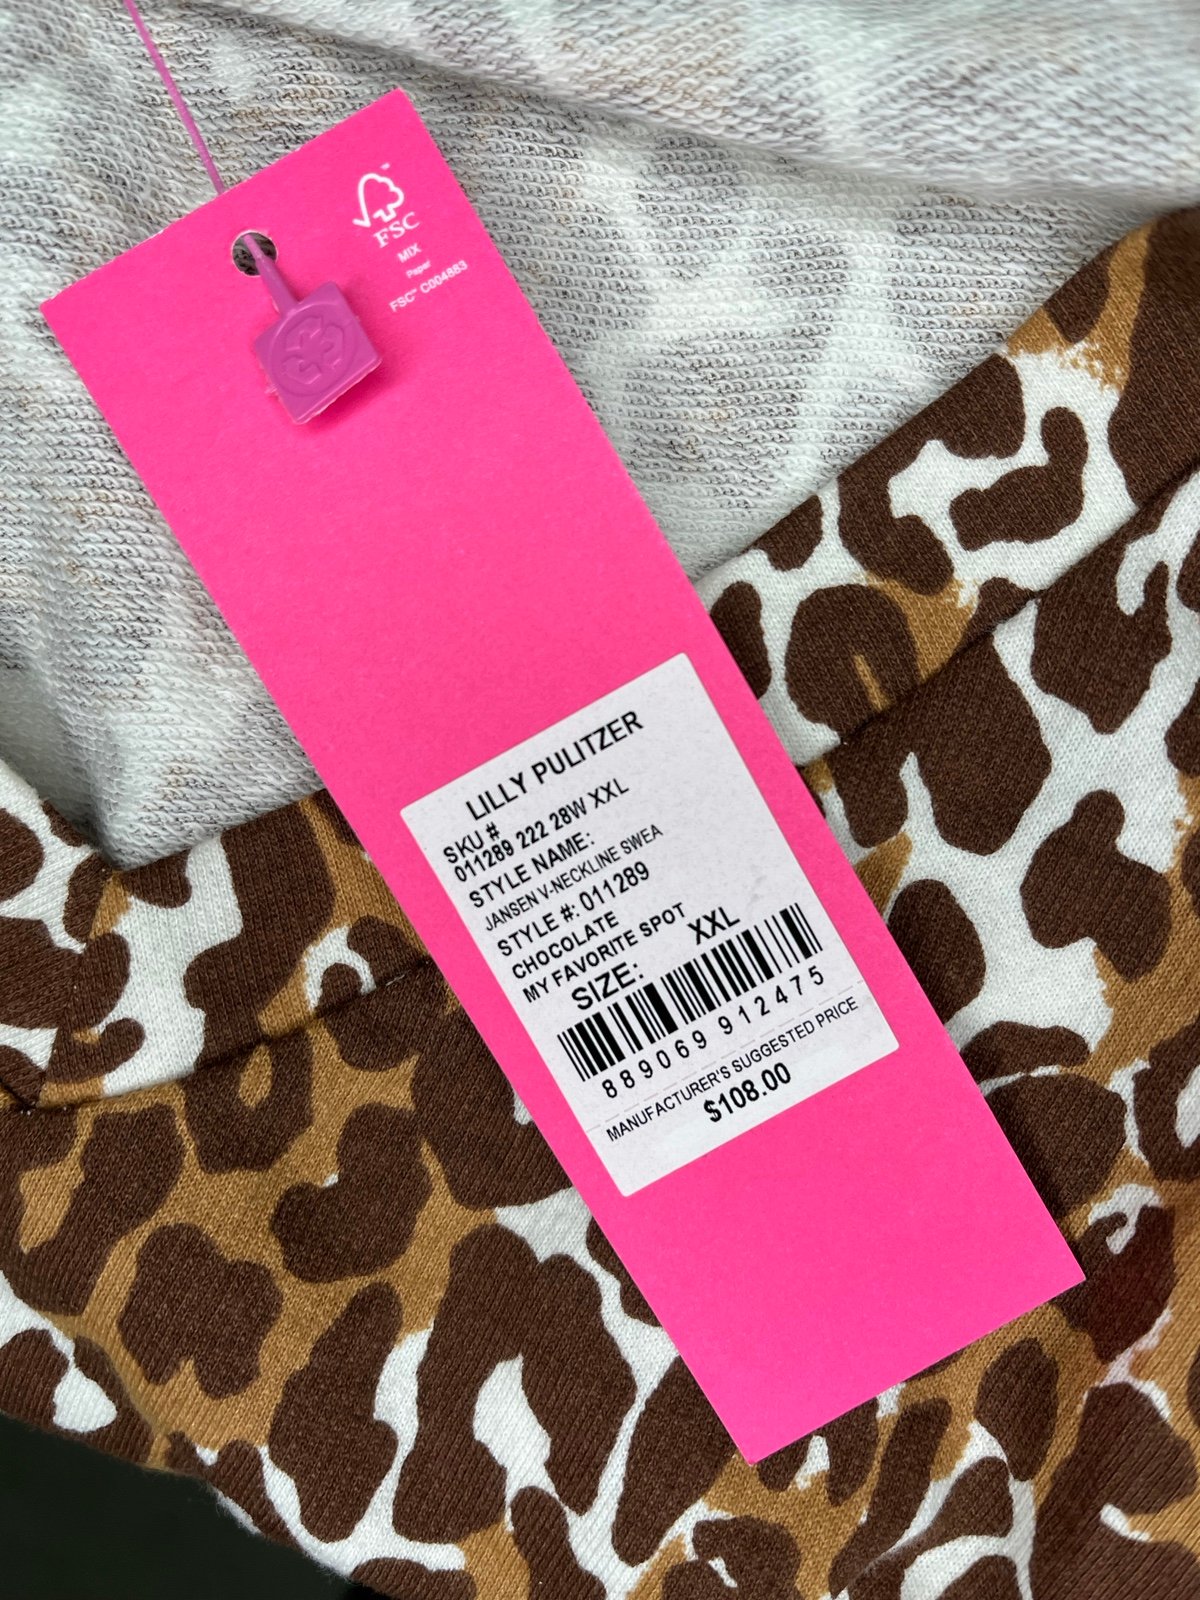 FSC™
MIX
Paper
FSC™ C004883
LILLY PULITZER
SKU #
011289 222 28W XXL
STYLE NAME:
JANSEN V-NECKLINE SWEA
STYLE #: 011289
CHOCOLATE
MY FAVORITE SPOT
SIZE: XXL
889069 912475
MANUFACTURER'S SUGGESTED PRICE
$108.00